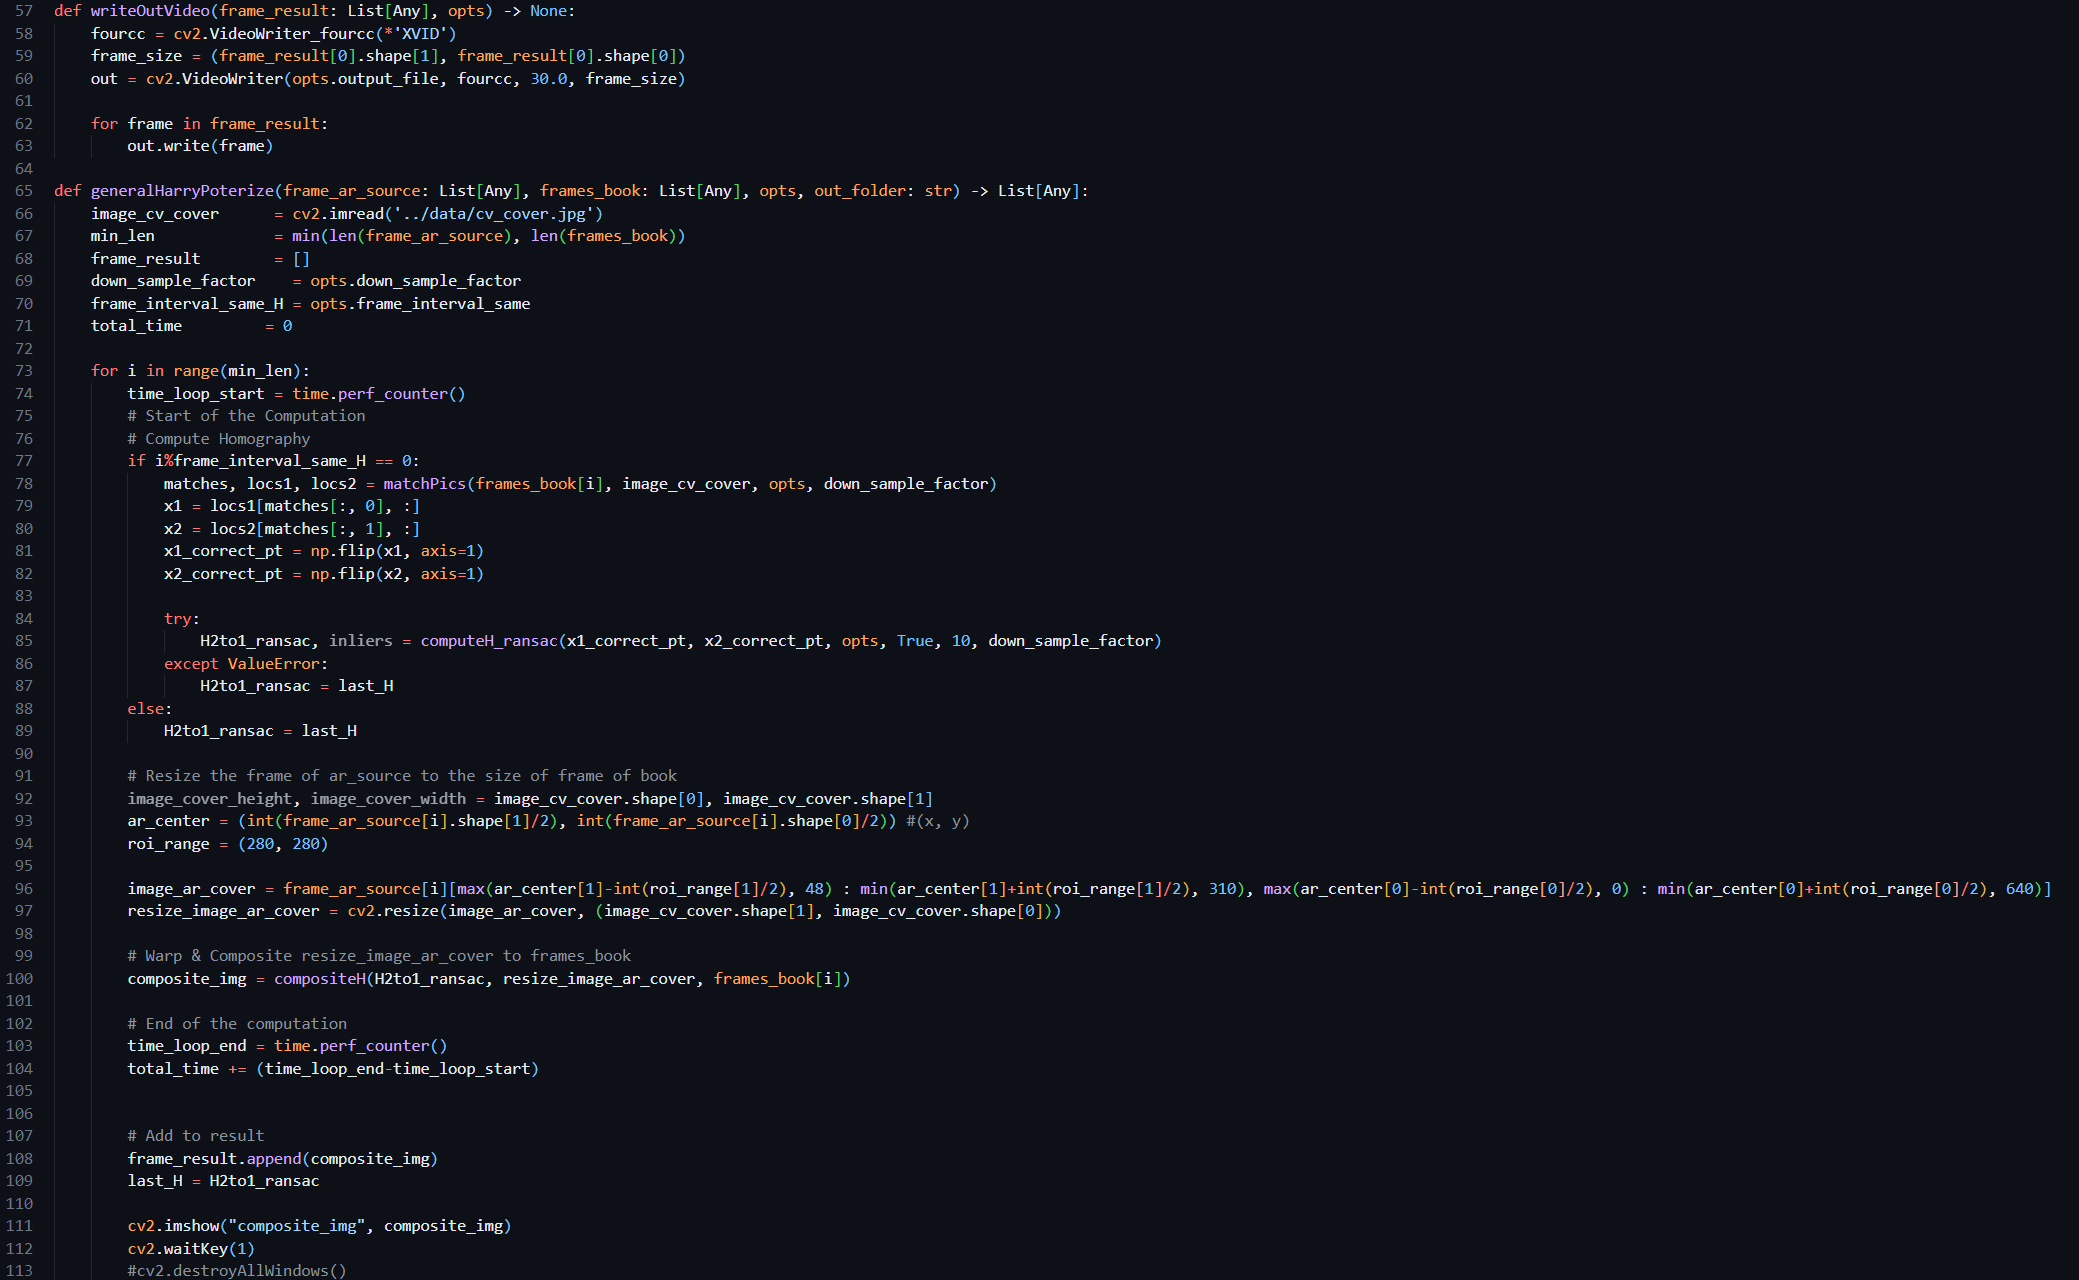 57 def writeOutVideo(frame_result: List[Any], opts) -> None:
58     fourcc = cv2.VideoWriter_fourcc(*'XVID')
59     frame_size = (frame_result[0].shape[1], frame_result[0].shape[0])
60     out = cv2.VideoWriter(opts.output_file, fourcc, 30.0, frame_size)
61
62     for frame in frame_result:
63         out.write(frame)
64
65 def generalHarryPoterize(frame_ar_source: List[Any], frames_book: List[Any], opts, out_folder: str) -> List[Any]:
66     image_cv_cover      = cv2.imread('../data/cv_cover.jpg')
67     min_len             = min(len(frame_ar_source), len(frames_book))
68     frame_result        = []
69     down_sample_factor    = opts.down_sample_factor
70     frame_interval_same_H = opts.frame_interval_same
71     total_time         = 0
72
73     for i in range(min_len):
74         time_loop_start = time.perf_counter()
75         # Start of the Computation
76         # Compute Homography
77         if i%frame_interval_same_H == 0:
78             matches, locs1, locs2 = matchPics(frames_book[i], image_cv_cover, opts, down_sample_factor)
79             x1 = locs1[matches[:, 0], :]
80             x2 = locs2[matches[:, 1], :]
81             x1_correct_pt = np.flip(x1, axis=1)
82             x2_correct_pt = np.flip(x2, axis=1)
83
84             try:
85                 H2to1_ransac, inliers = computeH_ransac(x1_correct_pt, x2_correct_pt, opts, True, 10, down_sample_factor)
86             except ValueError:
87                 H2to1_ransac = last_H
88         else:
89             H2to1_ransac = last_H
90
91         # Resize the frame of ar_source to the size of frame of book
92         image_cover_height, image_cover_width = image_cv_cover.shape[0], image_cv_cover.shape[1]
93         ar_center = (int(frame_ar_source[i].shape[1]/2), int(frame_ar_source[i].shape[0]/2)) #(x, y)
94         roi_range = (280, 280)
95
96         image_ar_cover = frame_ar_source[i][max(ar_center[1]-int(roi_range[1]/2), 48) : min(ar_center[1]+int(roi_range[1]/2), 310), max(ar_center[0]-int(roi_range[0]/2), 0) : min(ar_center[0]+int(roi_range[0]/2), 640)]
97         resize_image_ar_cover = cv2.resize(image_ar_cover, (image_cv_cover.shape[1], image_cv_cover.shape[0]))
98
99         # Warp & Composite resize_image_ar_cover to frames_book
100         composite_img = compositeH(H2to1_ransac, resize_image_ar_cover, frames_book[i])
101
102         # End of the computation
103         time_loop_end = time.perf_counter()
104         total_time += (time_loop_end-time_loop_start)
105
106
107         # Add to result
108         frame_result.append(composite_img)
109         last_H = H2to1_ransac
110
111         cv2.imshow("composite_img", composite_img)
112         cv2.waitKey(1)
113         #cv2.destroyAllWindows()